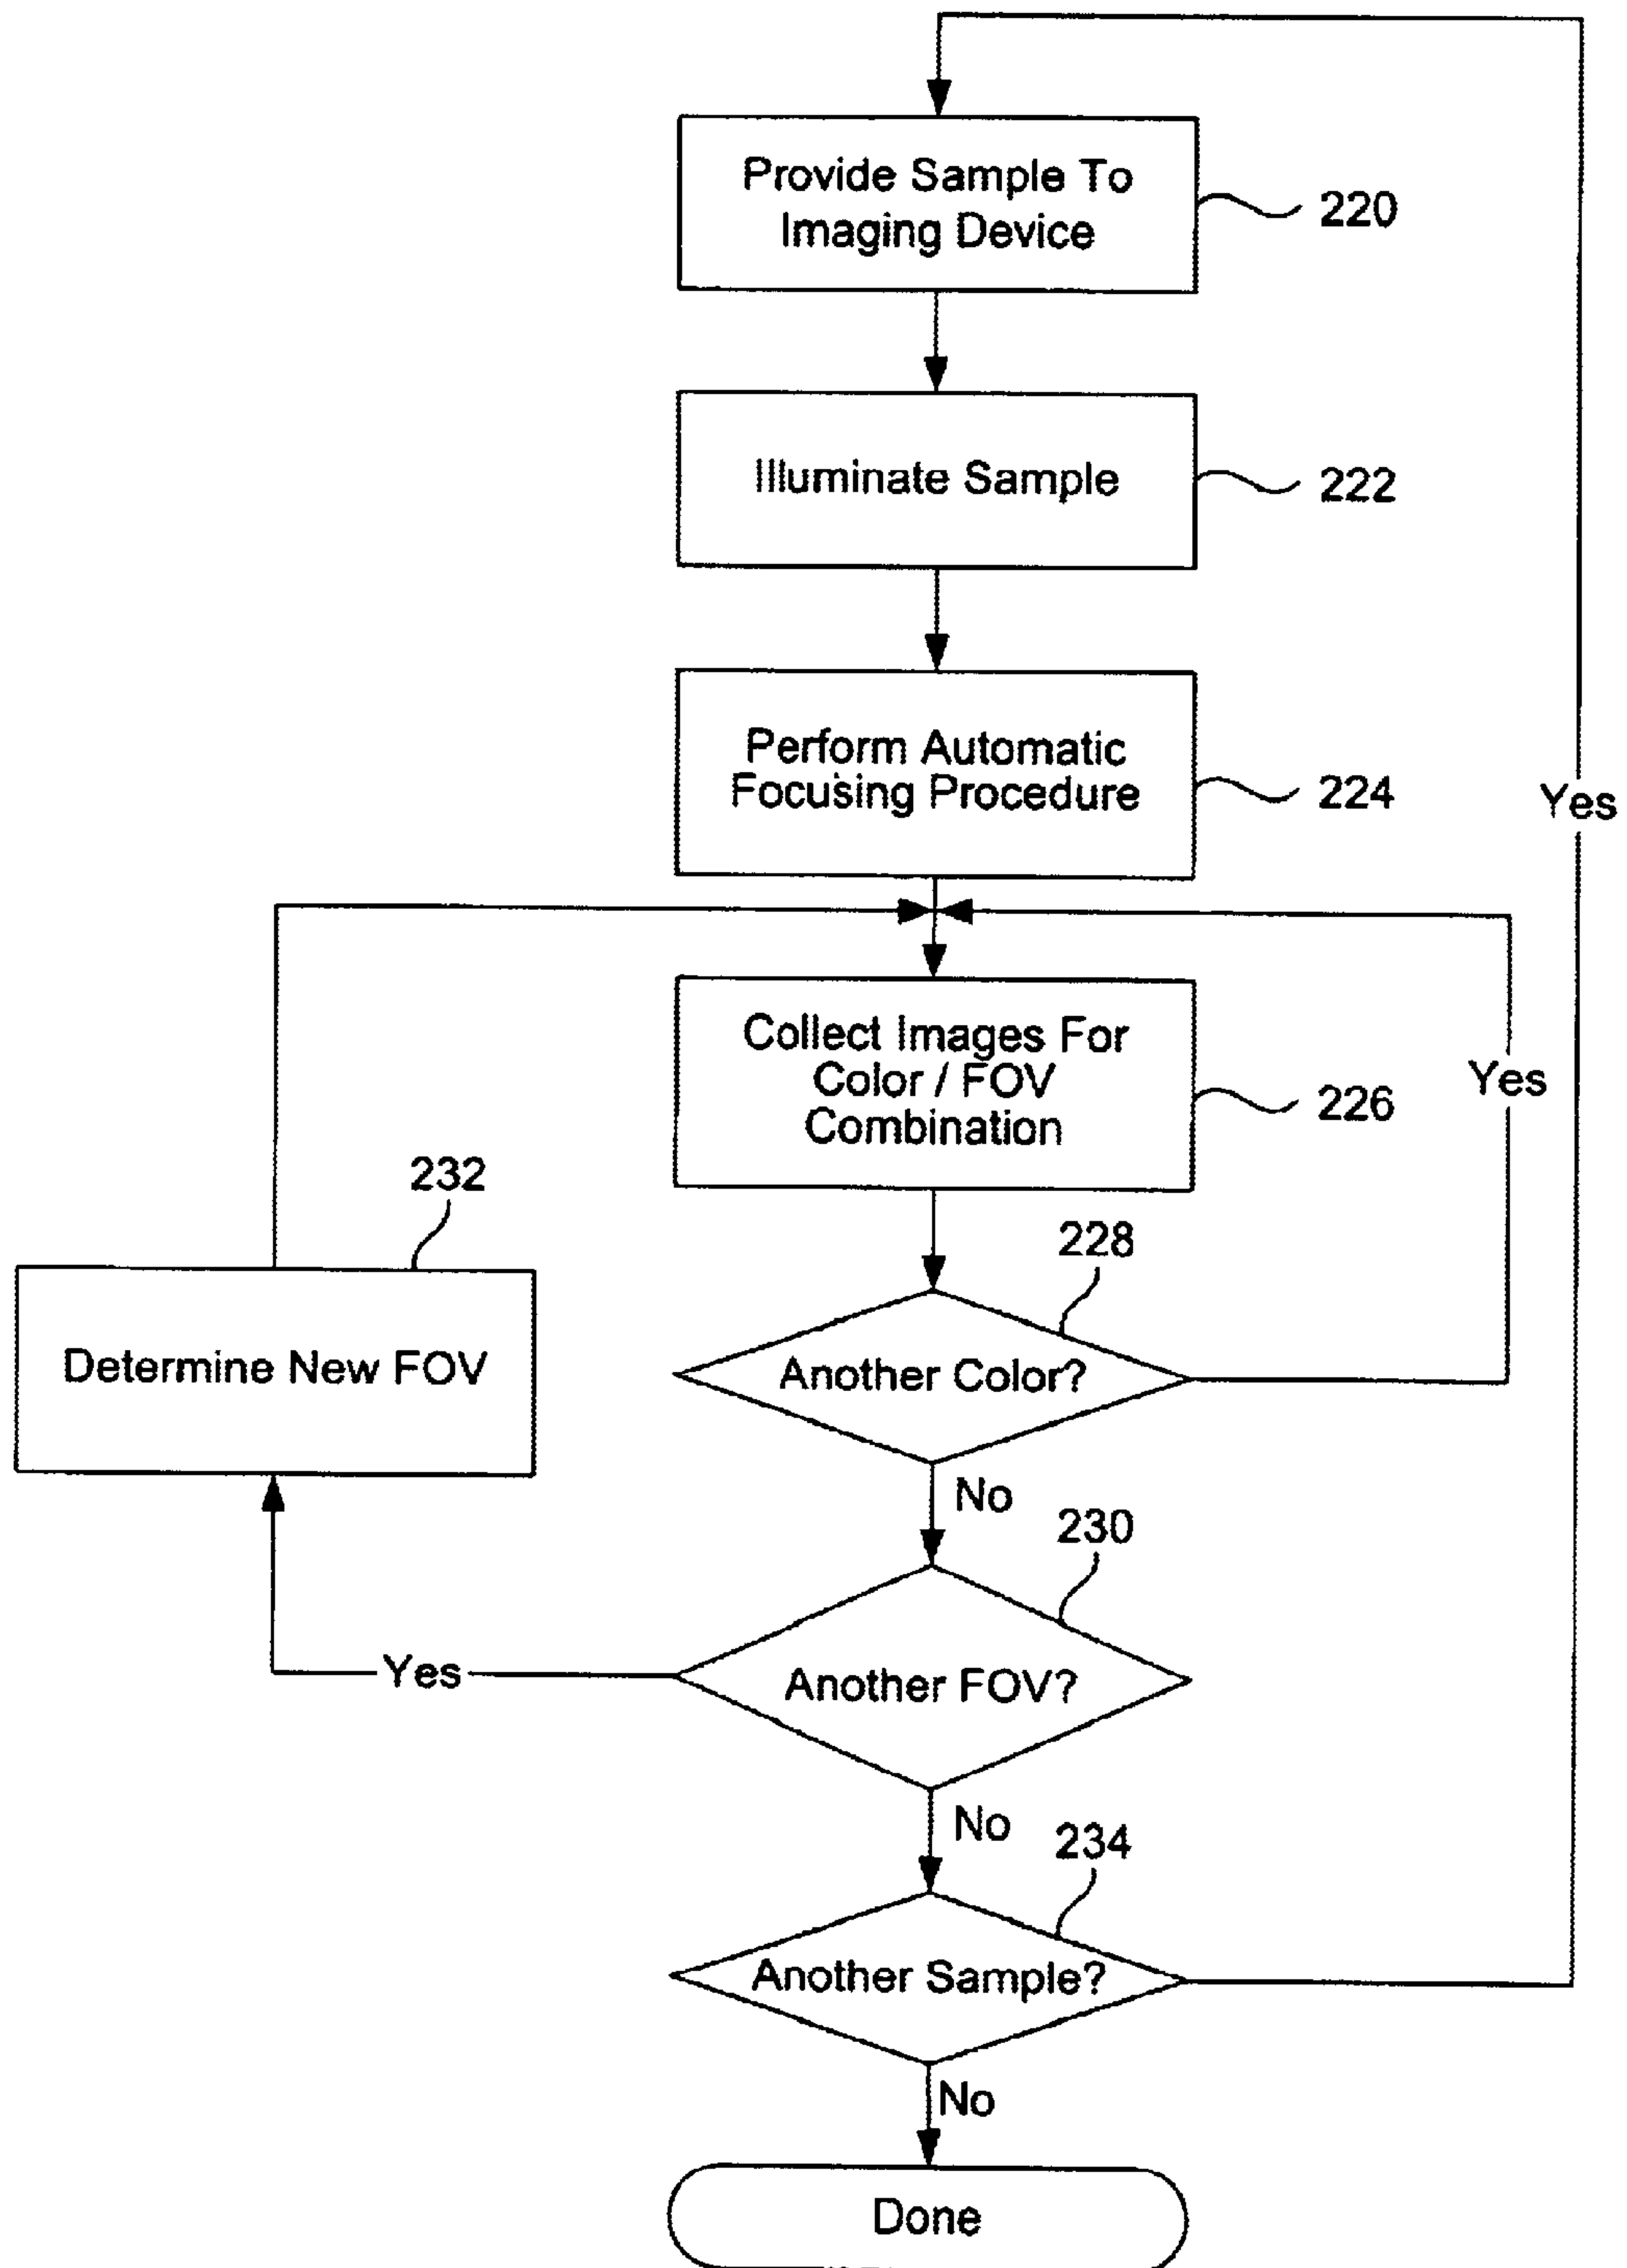 Provide Sample To
Imaging Device
220
Illuminate Sample
222
Perform Automatic
Focusing Procedure
224
Yes
Collect Images For
Color / FOV
Combination
226
Yes
232
Determine New FOV
228
Another Color?
No
230
Another FOV?
Yes
No
234
Another Sample?
No
Done